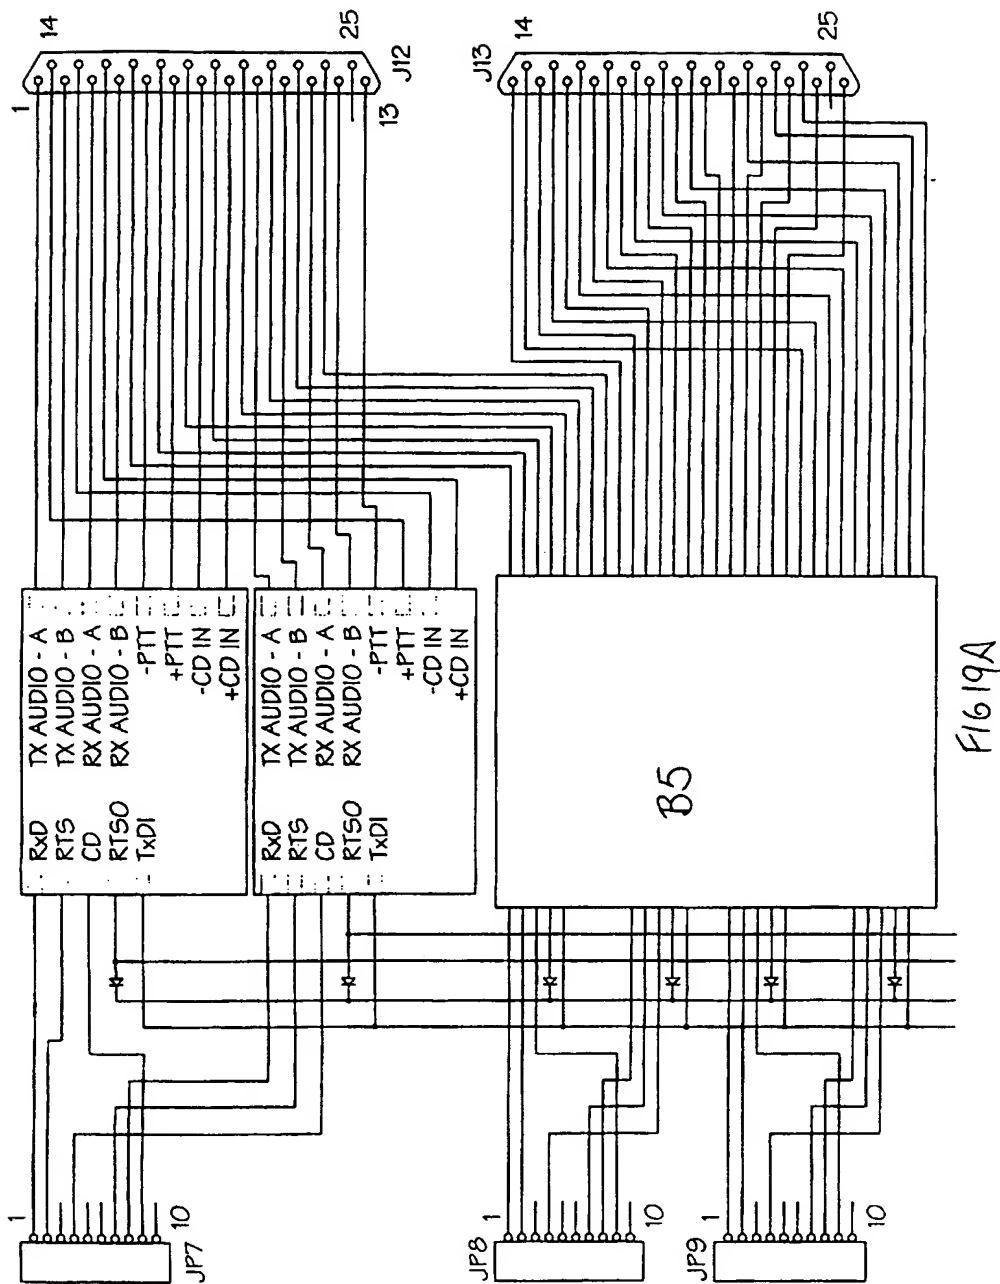 14
25
1
J12
13
J13
14
25
RxD
RTS
CD
RTSO
TxDI
TX AUDIO - A
TX AUDIO - B
RX AUDIO - A
RX AUDIO - B
-PTT
+PTT
-CD IN
+CD IN
RxD
RTS
CD
RTSO
TxDI
TX AUDIO - A
TX AUDIO - B
RX AUDIO - A
RX AUDIO - B
-PTT
+PTT
-CD IN
+CD IN
B5
1
10
JP7
1
10
JP8
1
10
JP9
FIG 19A